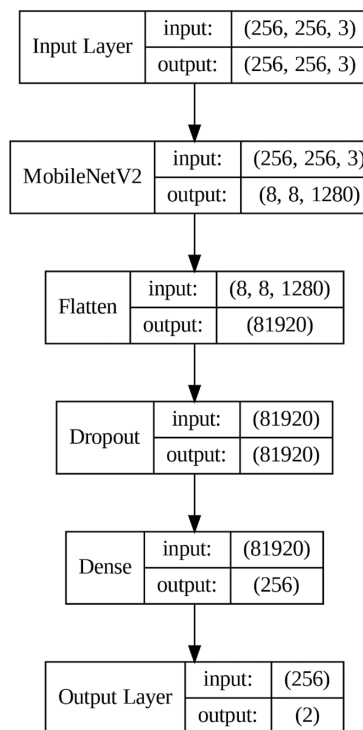 Input Layer
input: (256, 256, 3)
output: (256, 256, 3)
MobileNetV2
input: (256, 256, 3)
output: (8, 8, 1280)
Flatten
input: (8, 8, 1280)
output: (81920)
Dropout
input: (81920)
output: (81920)
Dense
input: (81920)
output: (256)
Output Layer
input: (256)
output: (2)